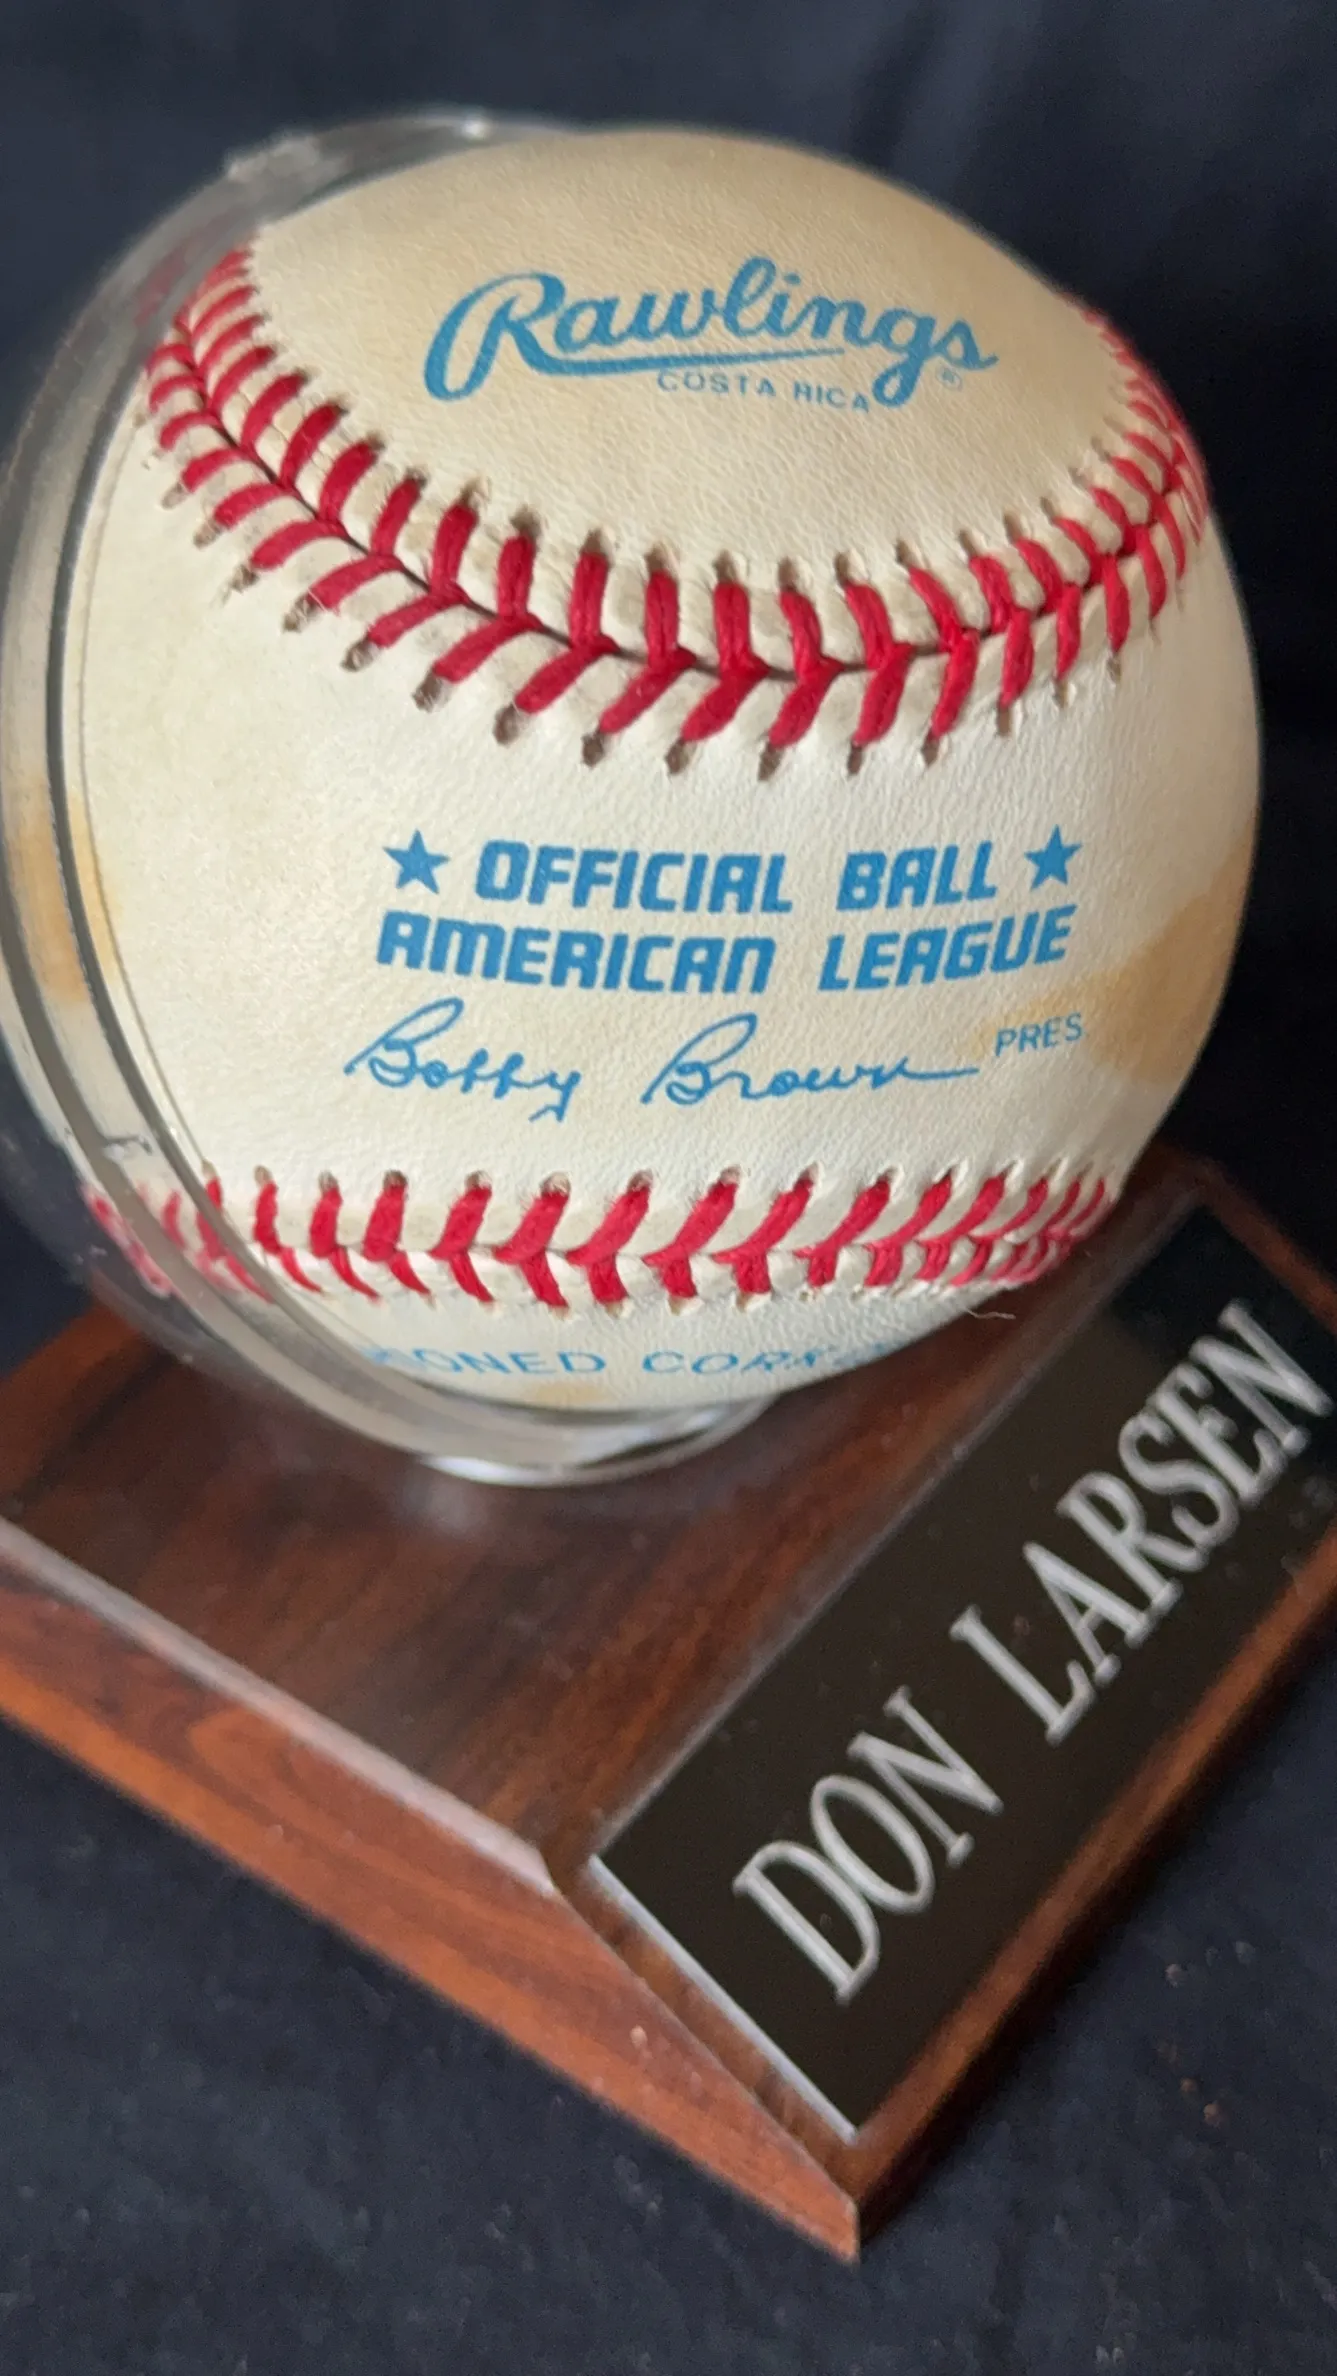 Rawlings®
COSTA RICA
★ OFFICIAL BALL ★
AMERICAN LEAGUE
Bobby Brown PRES
DON LARSEN